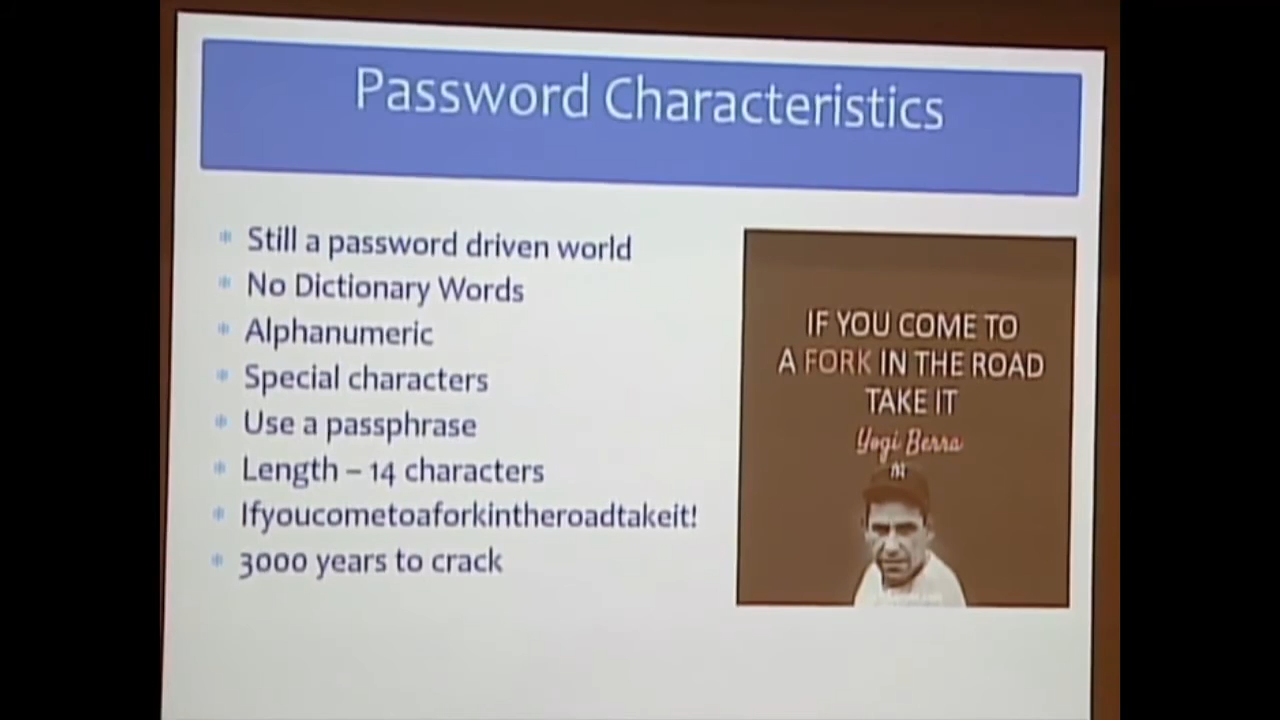 Password Characteristics
Still a password driven world
No Dictionary Words
Alphanumeric
Special characters
Use a passphrase
Length – 14 characters
Ifyoucometoaforkintheroadtakeit!
3000 years to crack
IF YOU COME TO
A FORK IN THE ROAD
TAKE IT
Yogi Berra